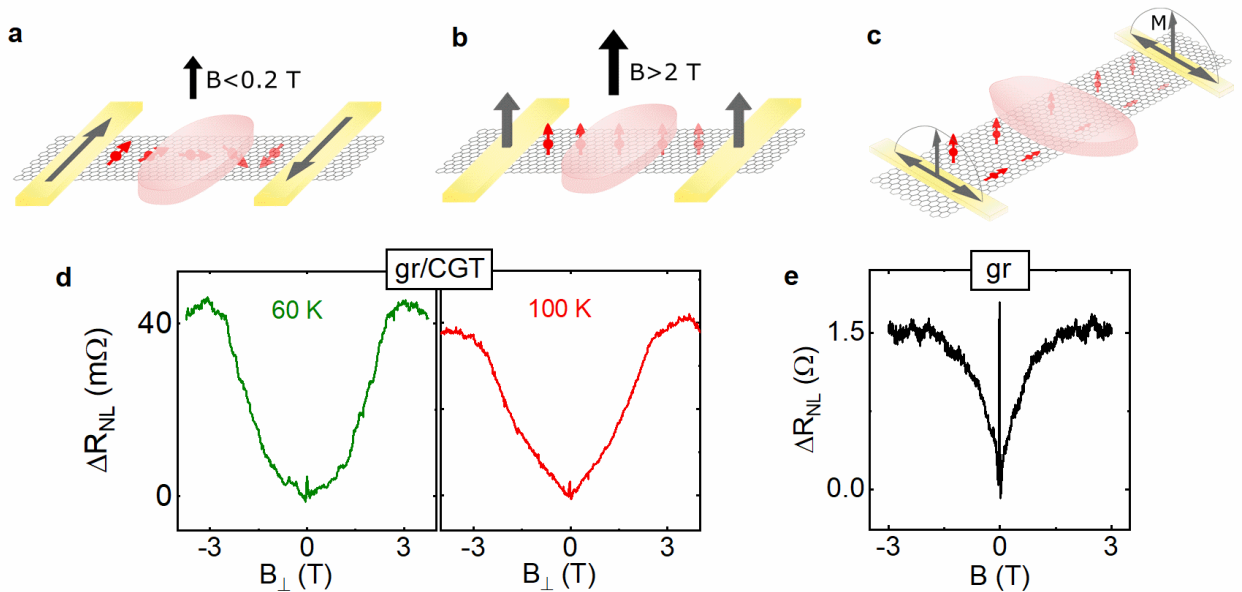 a
B<0.2 T
b
B>2 T
c
M
d
gr/CGT
60 K
100 K
40
0
ΔR_NL (mΩ)
-3
0
3
-3
0
3
B⊥ (T)
B⊥ (T)
e
gr
1.5
0.0
ΔR_NL (Ω)
-3
0
3
B (T)